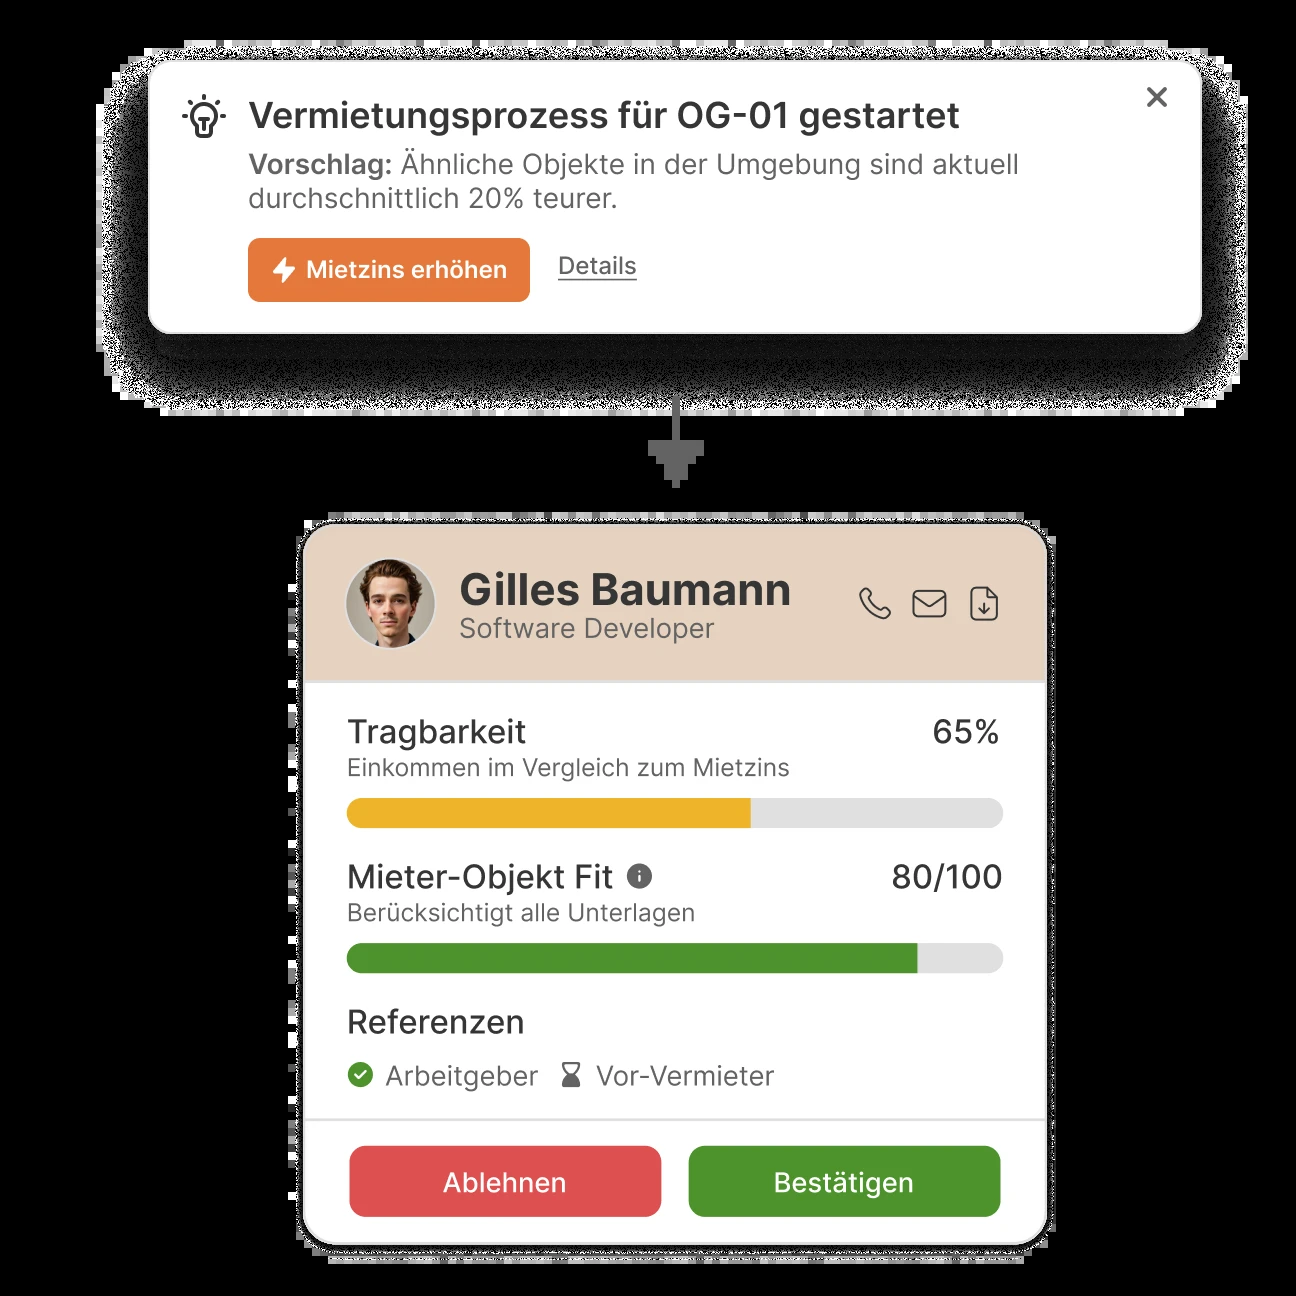 Vermietungsprozess für OG-01 gestartet
Vorschlag: Ähnliche Objekte in der Umgebung sind aktuell
durchschnittlich 20% teurer.
Mietzins erhöhen
Details
Gilles Baumann
Software Developer
Tragbarkeit 65%
Einkommen im Vergleich zum Mietzins
Mieter-Objekt Fit 80/100
Berücksichtigt alle Unterlagen
Referenzen
Arbeitgeber Vor-Vermieter
Ablehnen Bestätigen